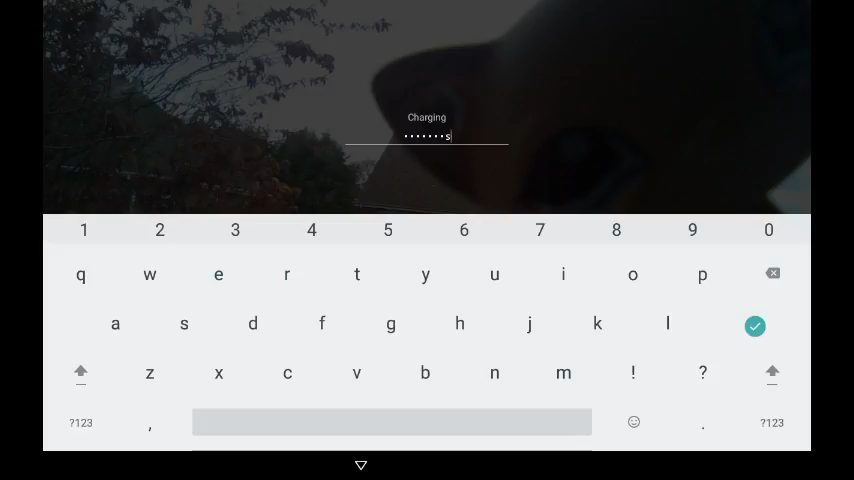 Charging
•••••••s
1 2 3 4 5 6 7 8 9 0
q w e r t y u i o p
a s d f g h j k l
z x c v b n m ! ?
?123 , . ?123